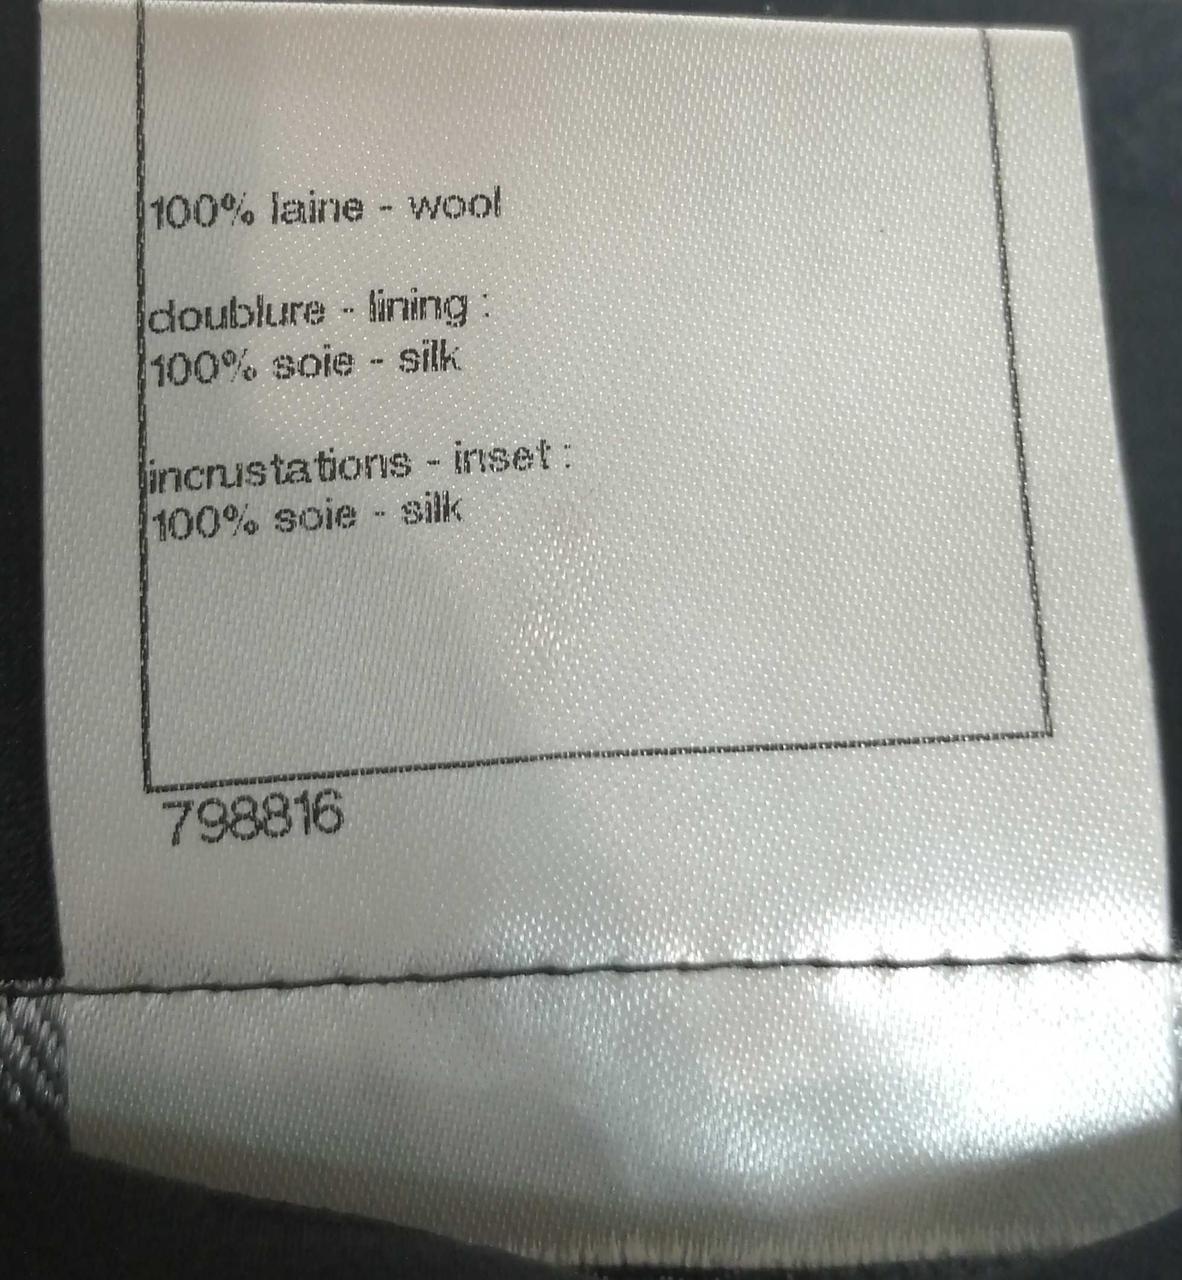 100% laine - wool
doublure - lining :
100% soie - silk
incrustations - inset :
100% soie - silk
798816